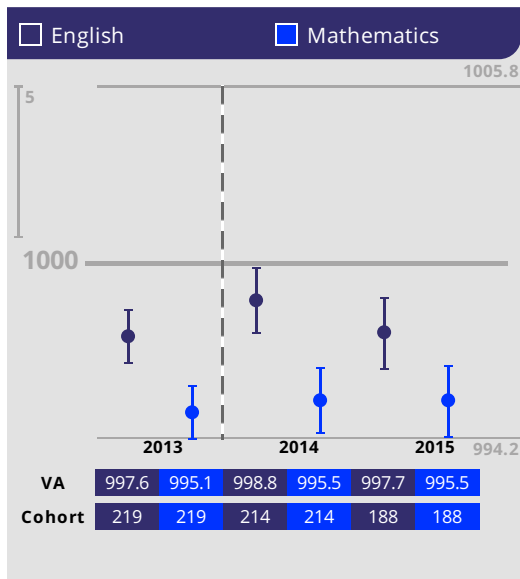 English Mathematics
1005.8
5
1000
2013 2014 2015 994.2
VA 997.6 995.1 998.8 995.5 997.7 995.5
Cohort 219 219 214 214 188 188